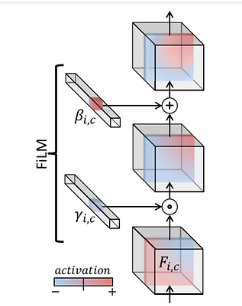 β_{i,c}
+
FiLM
γ_{i,c}
F_{i,c}
activation
− +